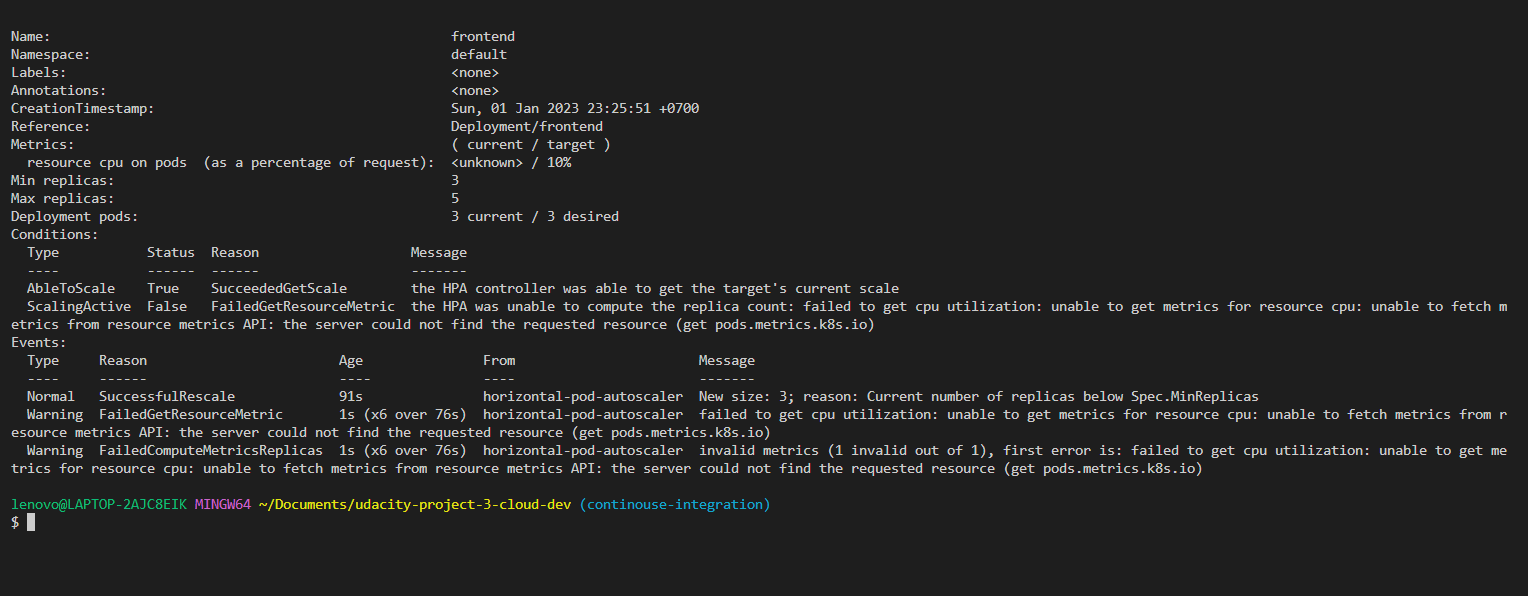 Name: frontend
Namespace: default
Labels: <none>
Annotations: <none>
CreationTimestamp: Sun, 01 Jan 2023 23:25:51 +0700
Reference: Deployment/frontend
Metrics: ( current / target )
resource cpu on pods (as a percentage of request): <unknown> / 10%
Min replicas: 3
Max replicas: 5
Deployment pods: 3 current / 3 desired
Conditions:
Type Status Reason Message
---- ------ ------ -------
AbleToScale True SucceededGetScale the HPA controller was able to get the target's current scale
ScalingActive False FailedGetResourceMetric the HPA was unable to compute the replica count: failed to get cpu utilization: unable to get metrics for resource cpu: unable to fetch m
etrics from resource metrics API: the server could not find the requested resource (get pods.metrics.k8s.io)
Events:
Type Reason Age From Message
---- ------ ---- ---- -------
Normal SuccessfulRescale 91s horizontal-pod-autoscaler New size: 3; reason: Current number of replicas below Spec.MinReplicas
Warning FailedGetResourceMetric 1s (x6 over 76s) horizontal-pod-autoscaler failed to get cpu utilization: unable to get metrics for resource cpu: unable to fetch metrics from r
esource metrics API: the server could not find the requested resource (get pods.metrics.k8s.io)
Warning FailedComputeMetricsReplicas 1s (x6 over 76s) horizontal-pod-autoscaler invalid metrics (1 invalid out of 1), first error is: failed to get cpu utilization: unable to get me
trics for resource cpu: unable to fetch metrics from resource metrics API: the server could not find the requested resource (get pods.metrics.k8s.io)
lenovo@LAPTOP-2AJC8EIK MINGW64 ~/Documents/udacity-project-3-cloud-dev (continouse-integration)
$